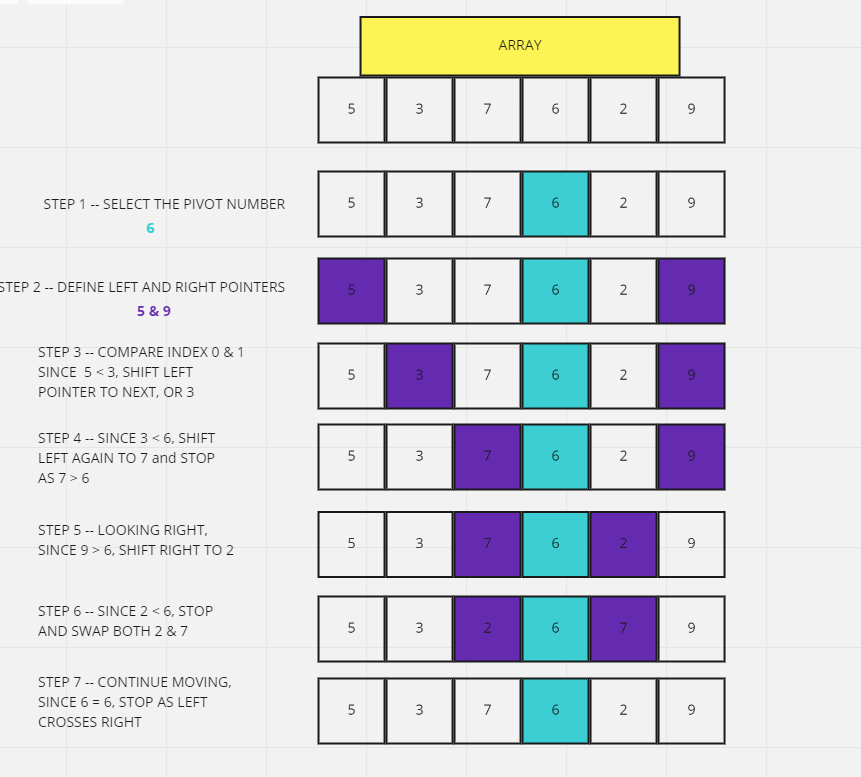 ARRAY
5 3 7 6 2 9
STEP 1 -- SELECT THE PIVOT NUMBER
6
5 3 7 6 2 9
STEP 2 -- DEFINE LEFT AND RIGHT POINTERS
5 & 9
5 3 7 6 2 9
STEP 3 -- COMPARE INDEX 0 & 1
SINCE 5 < 3, SHIFT LEFT
POINTER TO NEXT, OR 3
5 3 7 6 2 9
STEP 4 -- SINCE 3 < 6, SHIFT
LEFT AGAIN TO 7 and STOP
AS 7 > 6
5 3 7 6 2 9
STEP 5 -- LOOKING RIGHT,
SINCE 9 > 6, SHIFT RIGHT TO 2
5 3 7 6 2 9
STEP 6 -- SINCE 2 < 6, STOP
AND SWAP BOTH 2 & 7
5 3 2 6 7 9
STEP 7 -- CONTINUE MOVING,
SINCE 6 = 6, STOP AS LEFT
CROSSES RIGHT
5 3 7 6 2 9